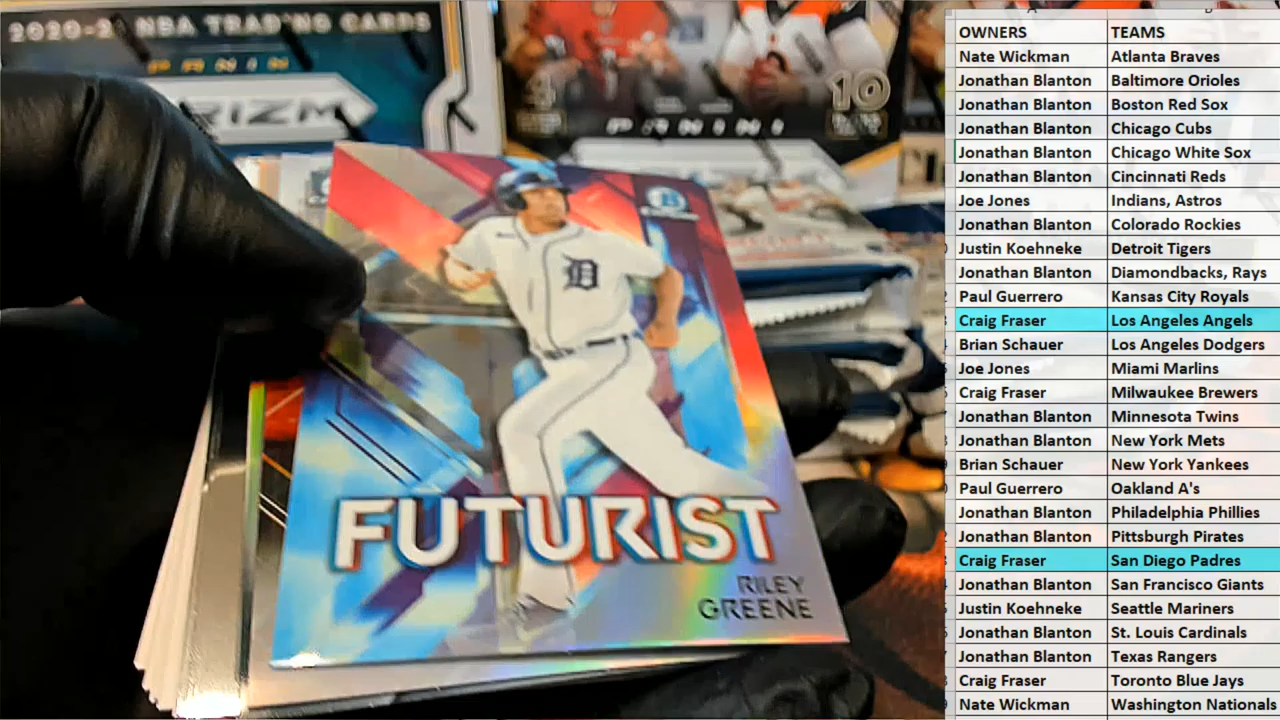 2020-2 NBA TRADING CARDS
PRIZM
10
PANINI
D
FUTURIST
RILEY
GREENE
OWNERS TEAMS
Nate Wickman Atlanta Braves
Jonathan Blanton Baltimore Orioles
Jonathan Blanton Boston Red Sox
Jonathan Blanton Chicago Cubs
Jonathan Blanton Chicago White Sox
Jonathan Blanton Cincinnati Reds
Joe Jones Indians, Astros
Jonathan Blanton Colorado Rockies
Justin Koehneke Detroit Tigers
Jonathan Blanton Diamondbacks, Rays
Paul Guerrero Kansas City Royals
Craig Fraser Los Angeles Angels
Brian Schauer Los Angeles Dodgers
Joe Jones Miami Marlins
Craig Fraser Milwaukee Brewers
Jonathan Blanton Minnesota Twins
Jonathan Blanton New York Mets
Brian Schauer New York Yankees
Paul Guerrero Oakland A's
Jonathan Blanton Philadelphia Phillies
Jonathan Blanton Pittsburgh Pirates
Craig Fraser San Diego Padres
Jonathan Blanton San Francisco Giants
Justin Koehneke Seattle Mariners
Jonathan Blanton St. Louis Cardinals
Jonathan Blanton Texas Rangers
Craig Fraser Toronto Blue Jays
Nate Wickman Washington Nationals